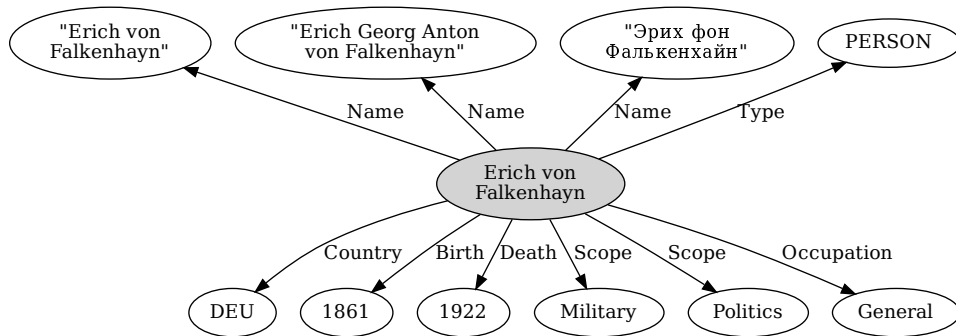 "Erich von
Falkenhayn"
"Erich Georg Anton
von Falkenhayn"
"Эрих фон
Фалькенхайн"
PERSON
Name
Name
Name
Type
Erich von
Falkenhayn
Country
Birth
Death
Scope
Scope
Occupation
DEU
1861
1922
Military
Politics
General